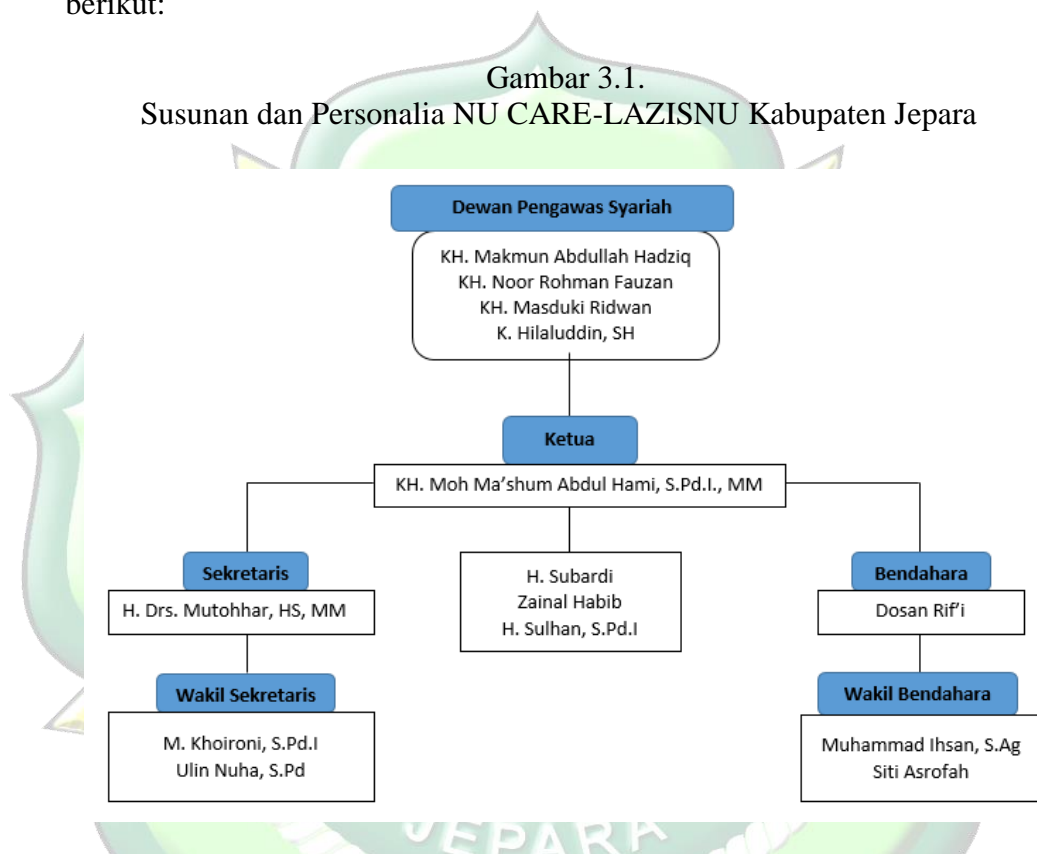 berikut:
Gambar 3.1.
Susunan dan Personalia NU CARE-LAZISNU Kabupaten Jepara
Dewan Pengawas Syariah
KH. Makmun Abdullah Hadziq
KH. Noor Rohman Fauzan
KH. Masduki Ridwan
K. Hilaluddin, SH
Ketua
KH. Moh Ma’shum Abdul Hami, S.Pd.I., MM
Sekretaris
H. Drs. Mutohhar, HS, MM
H. Subardi
Zainal Habib
H. Sulhan, S.Pd.I
Bendahara
Dosan Rif’i
Wakil Sekretaris
M. Khoironi, S.Pd.I
Ulin Nuha, S.Pd
Wakil Bendahara
Muhammad Ihsan, S.Ag
Siti Asrofah
JEPARA